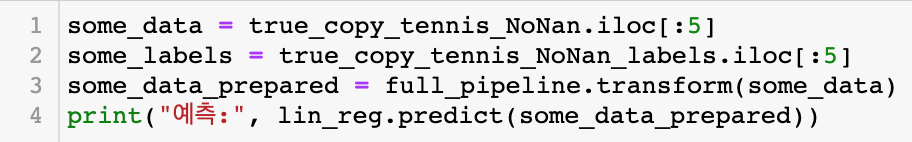 1 some_data = true_copy_tennis_NoNan.iloc[:5]
2 some_labels = true_copy_tennis_NoNan_labels.iloc[:5]
3 some_data_prepared = full_pipeline.transform(some_data)
4 print("예측:", lin_reg.predict(some_data_prepared))